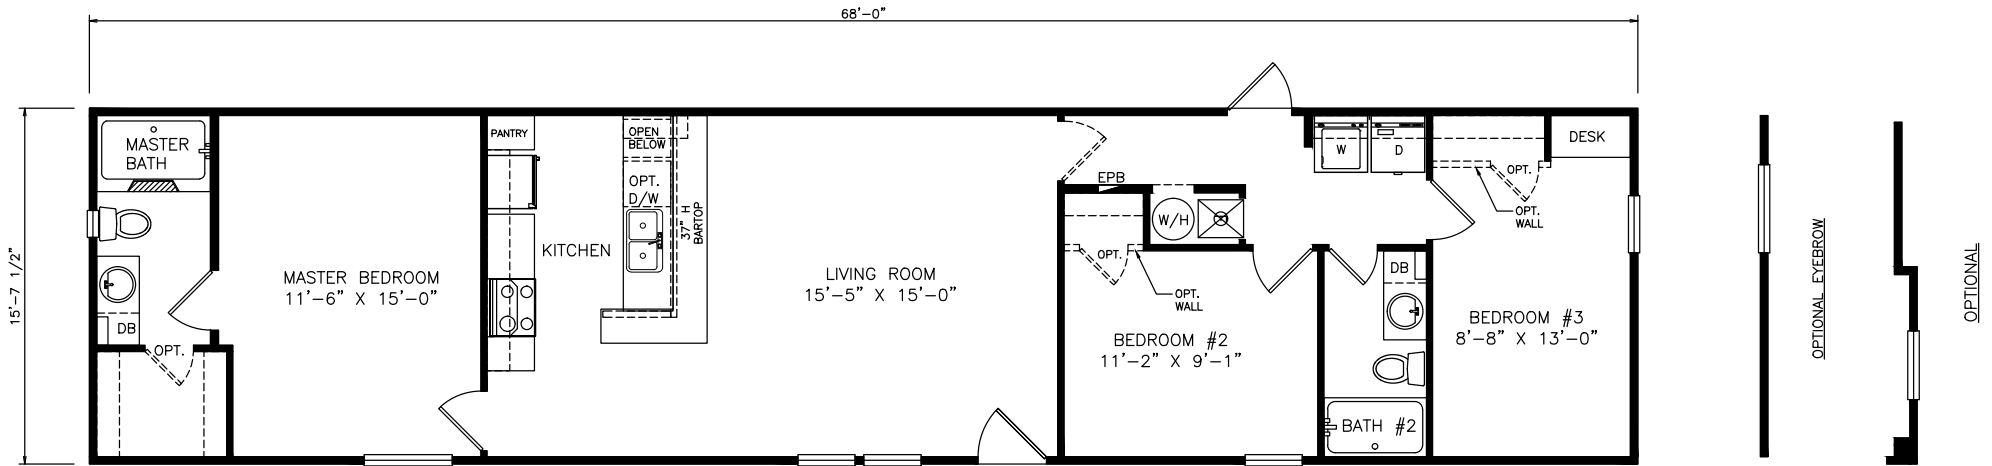 68'-0"
15'-7 1/2"
MASTER
BATH
DB
OPT.
MASTER BEDROOM
11'-6" X 15'-0"
PANTRY
KITCHEN
OPEN
BELOW
OPT.
D/W
37" H
BARTOP
LIVING ROOM
15'-5" X 15'-0"
EPB
W/H
OPT.
OPT.
WALL
BEDROOM #2
11'-2" X 9'-1"
W
D
DB
BATH #2
DESK
OPT.
OPT.
WALL
BEDROOM #3
8'-8" X 13'-0"
OPTIONAL EYEBROW
OPTIONAL